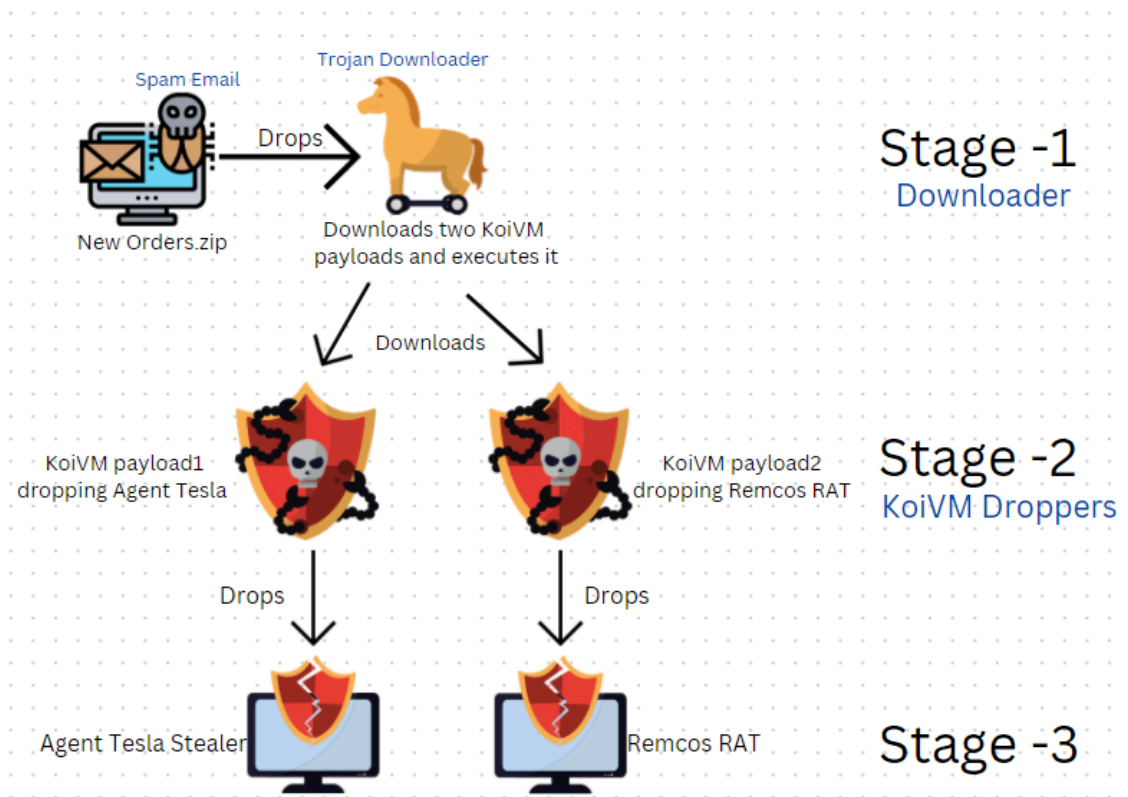 Spam Email
Trojan Downloader
Drops
New Orders.zip
Downloads two KoiVM
payloads and executes it
Stage -1
Downloader
Downloads
KoiVM payload1
dropping Agent Tesla
KoiVM payload2
dropping Remcos RAT
Stage -2
KoiVM Droppers
Drops
Drops
Agent Tesla Stealer
Remcos RAT
Stage -3